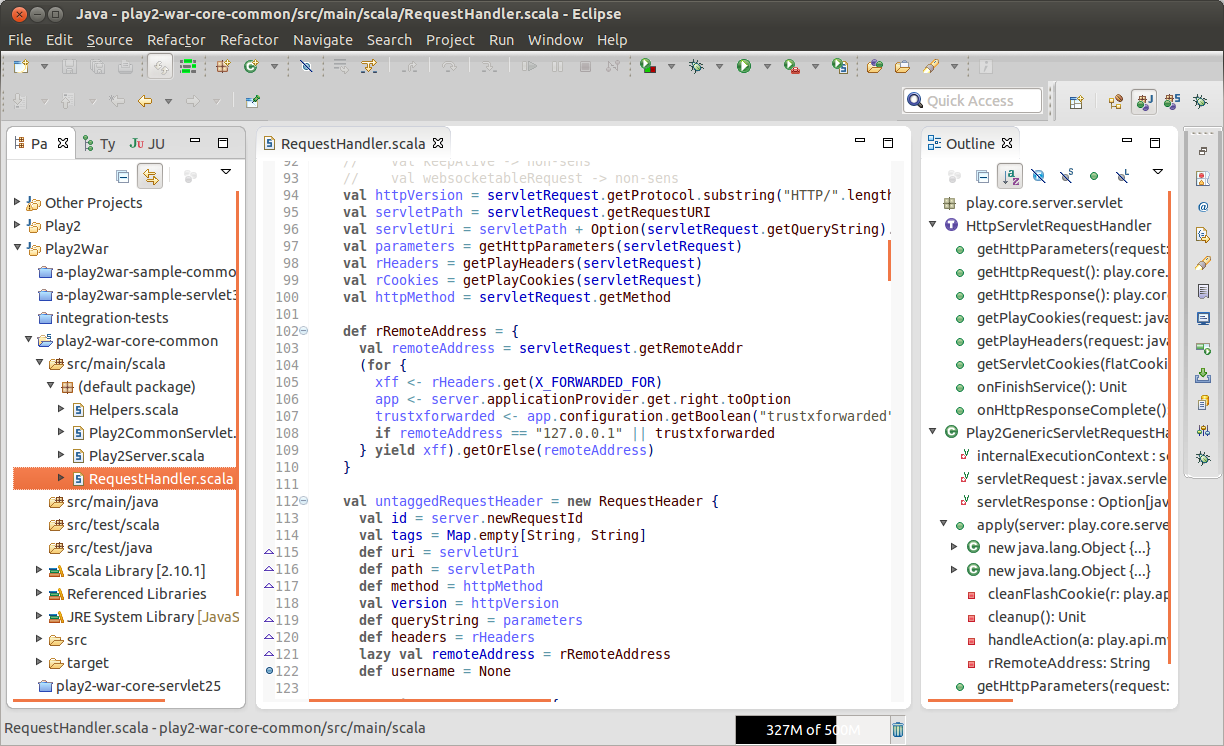 Java - play2-war-core-common/src/main/scala/RequestHandler.scala - Eclipse
File Edit Source Refactor Refactor Navigate Search Project Run Window Help
Quick Access
Pa Ty JU
Other Projects
Play2
Play2War
a-play2war-sample-commo
a-play2war-sample-servlet3
integration-tests
play2-war-core-common
src/main/scala
(default package)
Helpers.scala
Play2CommonServlet.
Play2Server.scala
RequestHandler.scala
src/main/java
src/test/scala
src/test/java
Scala Library [2.10.1]
Referenced Libraries
JRE System Library [JavaS
src
target
play2-war-core-servlet25
RequestHandler.scala
92 // val keepAlive -> non-sens
93 // val websocketableRequest -> non-sens
94 val httpVersion = servletRequest.getProtocol.substring("HTTP/".length
95 val servletPath = servletRequest.getRequestURI
96 val servletUri = servletPath + Option(servletRequest.getQueryString).
97 val parameters = getHttpParameters(servletRequest)
98 val rHeaders = getPlayHeaders(servletRequest)
99 val rCookies = getPlayCookies(servletRequest)
100 val httpMethod = servletRequest.getMethod
101
102 def rRemoteAddress = {
103 val remoteAddress = servletRequest.getRemoteAddr
104 (for {
105 xff <- rHeaders.get(X_FORWARDED_FOR)
106 app <- server.applicationProvider.get.right.toOption
107 trustxforwarded <- app.configuration.getBoolean("trustxforwarded"
108 if remoteAddress == "127.0.0.1" || trustxforwarded
109 } yield xff).getOrElse(remoteAddress)
110 }
111
112 val untaggedRequestHeader = new RequestHeader {
113 val id = server.newRequestId
114 val tags = Map.empty[String, String]
115 def uri = servletUri
116 def path = servletPath
117 def method = httpMethod
118 val version = httpVersion
119 def queryString = parameters
120 def headers = rHeaders
121 lazy val remoteAddress = rRemoteAddress
122 def username = None
123
Outline
play.core.server.servlet
HttpServletRequestHandler
getHttpParameters(request:
getHttpRequest(): play.core.
getHttpResponse(): play.cor
getPlayCookies(request: java
getPlayHeaders(request: java
getServletCookies(flatCooki
onFinishService(): Unit
onHttpResponseComplete()
Play2GenericServletRequestHa
internalExecutionContext : s
servletRequest : javax.servle
servletResponse : Option[jav
apply(server: play.core.serve
new java.lang.Object {...}
new java.lang.Object {...}
cleanFlashCookie(r: play.ap
cleanup(): Unit
handleAction(a: play.api.m
rRemoteAddress: String
getHttpParameters(request:
RequestHandler.scala - play2-war-core-common/src/main/scala
327M of 500M